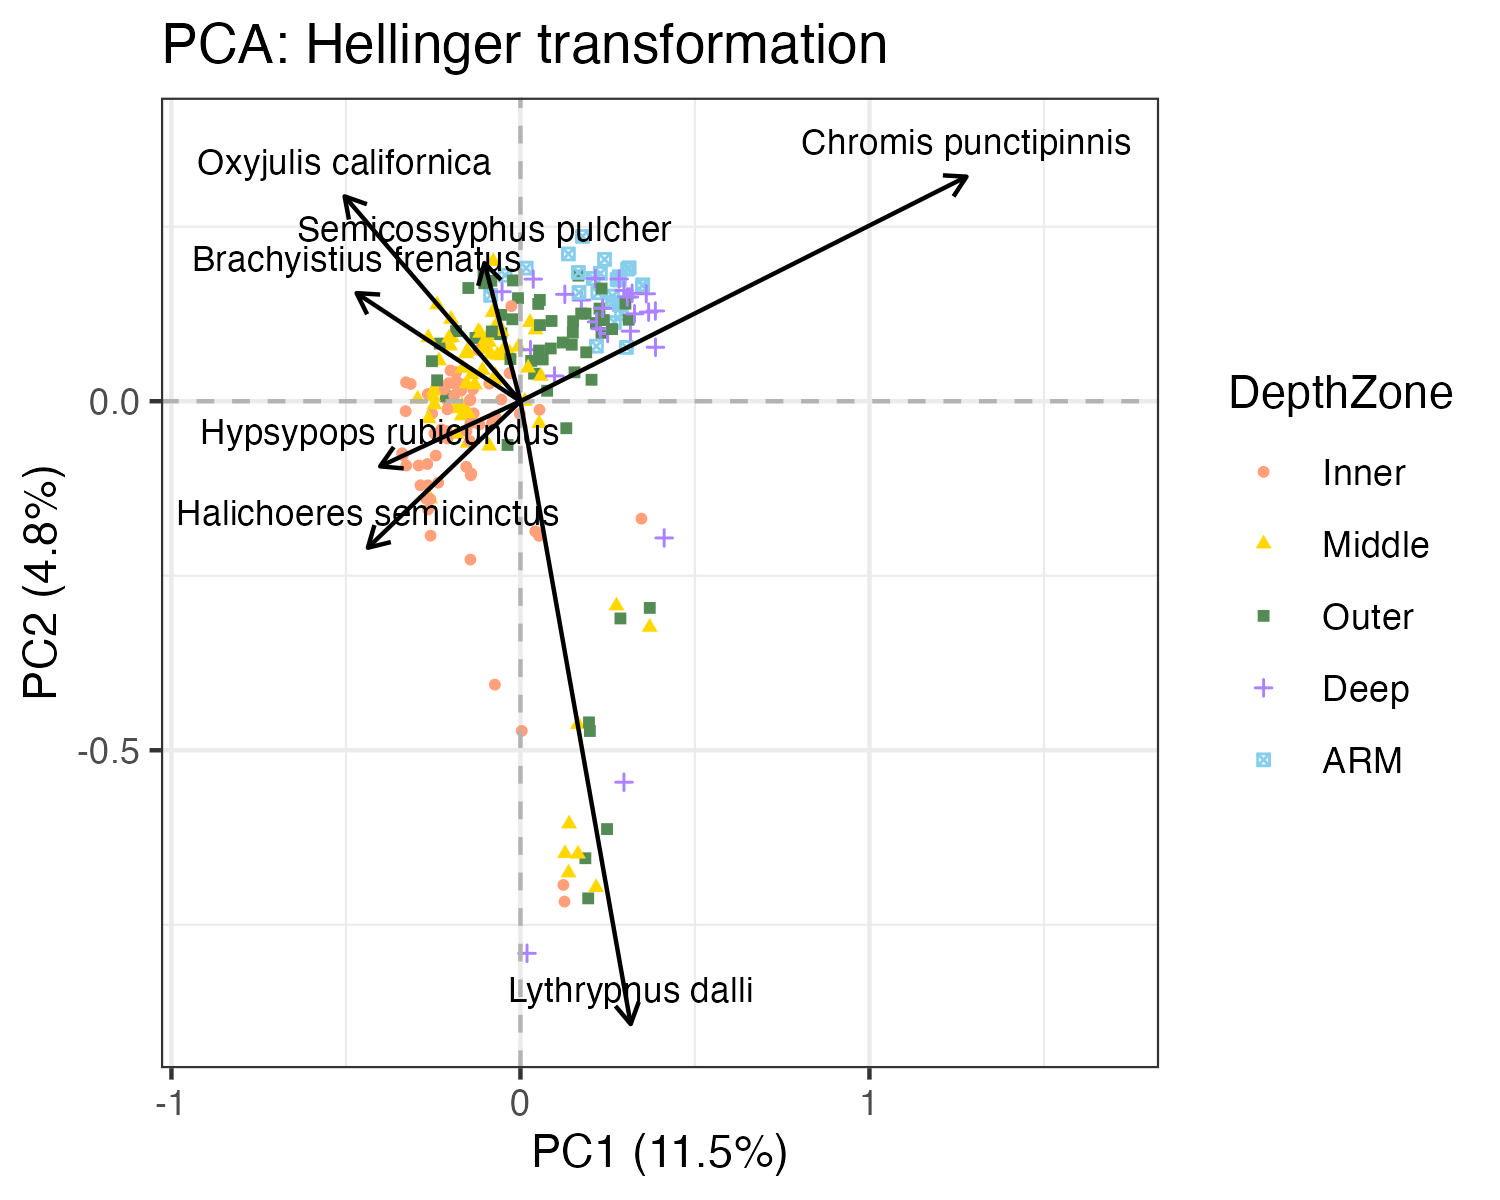 PCA: Hellinger transformation
Chromis punctipinnis
Oxyjulis californica
Semicossyphus pulcher
Brachyistius frenatus
Hypsypops rubicundus
Halichoeres semicinctus
Lythrypnus dalli
0.0
-0.5
PC2 (4.8%)
-1
0
1
PC1 (11.5%)
DepthZone
Inner
Middle
Outer
Deep
ARM